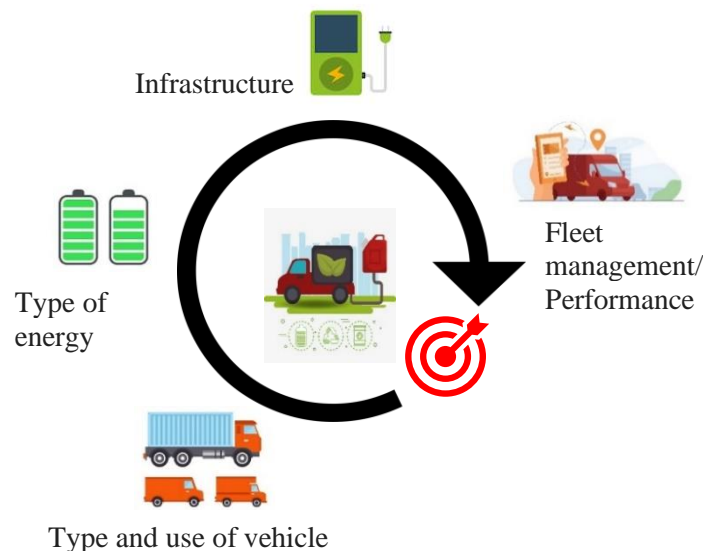 Infrastructure
Fleet
management/
Performance
Type of
energy
Type and use of vehicle